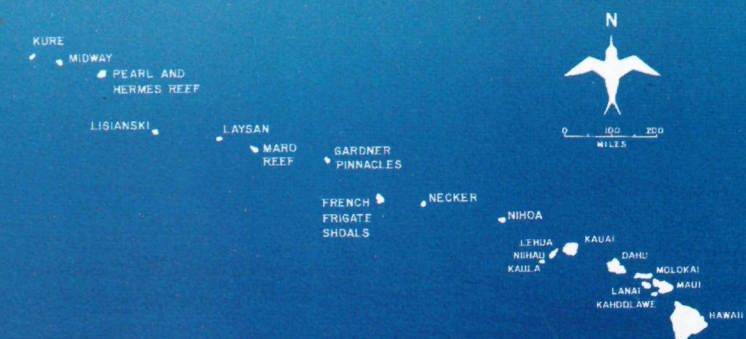 N
KURE
MIDWAY
PEARL AND
HERMES REEF
0 100 200
MILES
LISIANSKI
LAYSAN
MARO
REEF
GARDNER
PINNACLES
FRENCH
FRIGATE
SHOALS
NECKER
NIHOA
LEHUA
NIIHAU
KAULA
KAUAI
OAHU
MOLOKAI
MAUI
LANAI
KAHOOLAWE
HAWAII